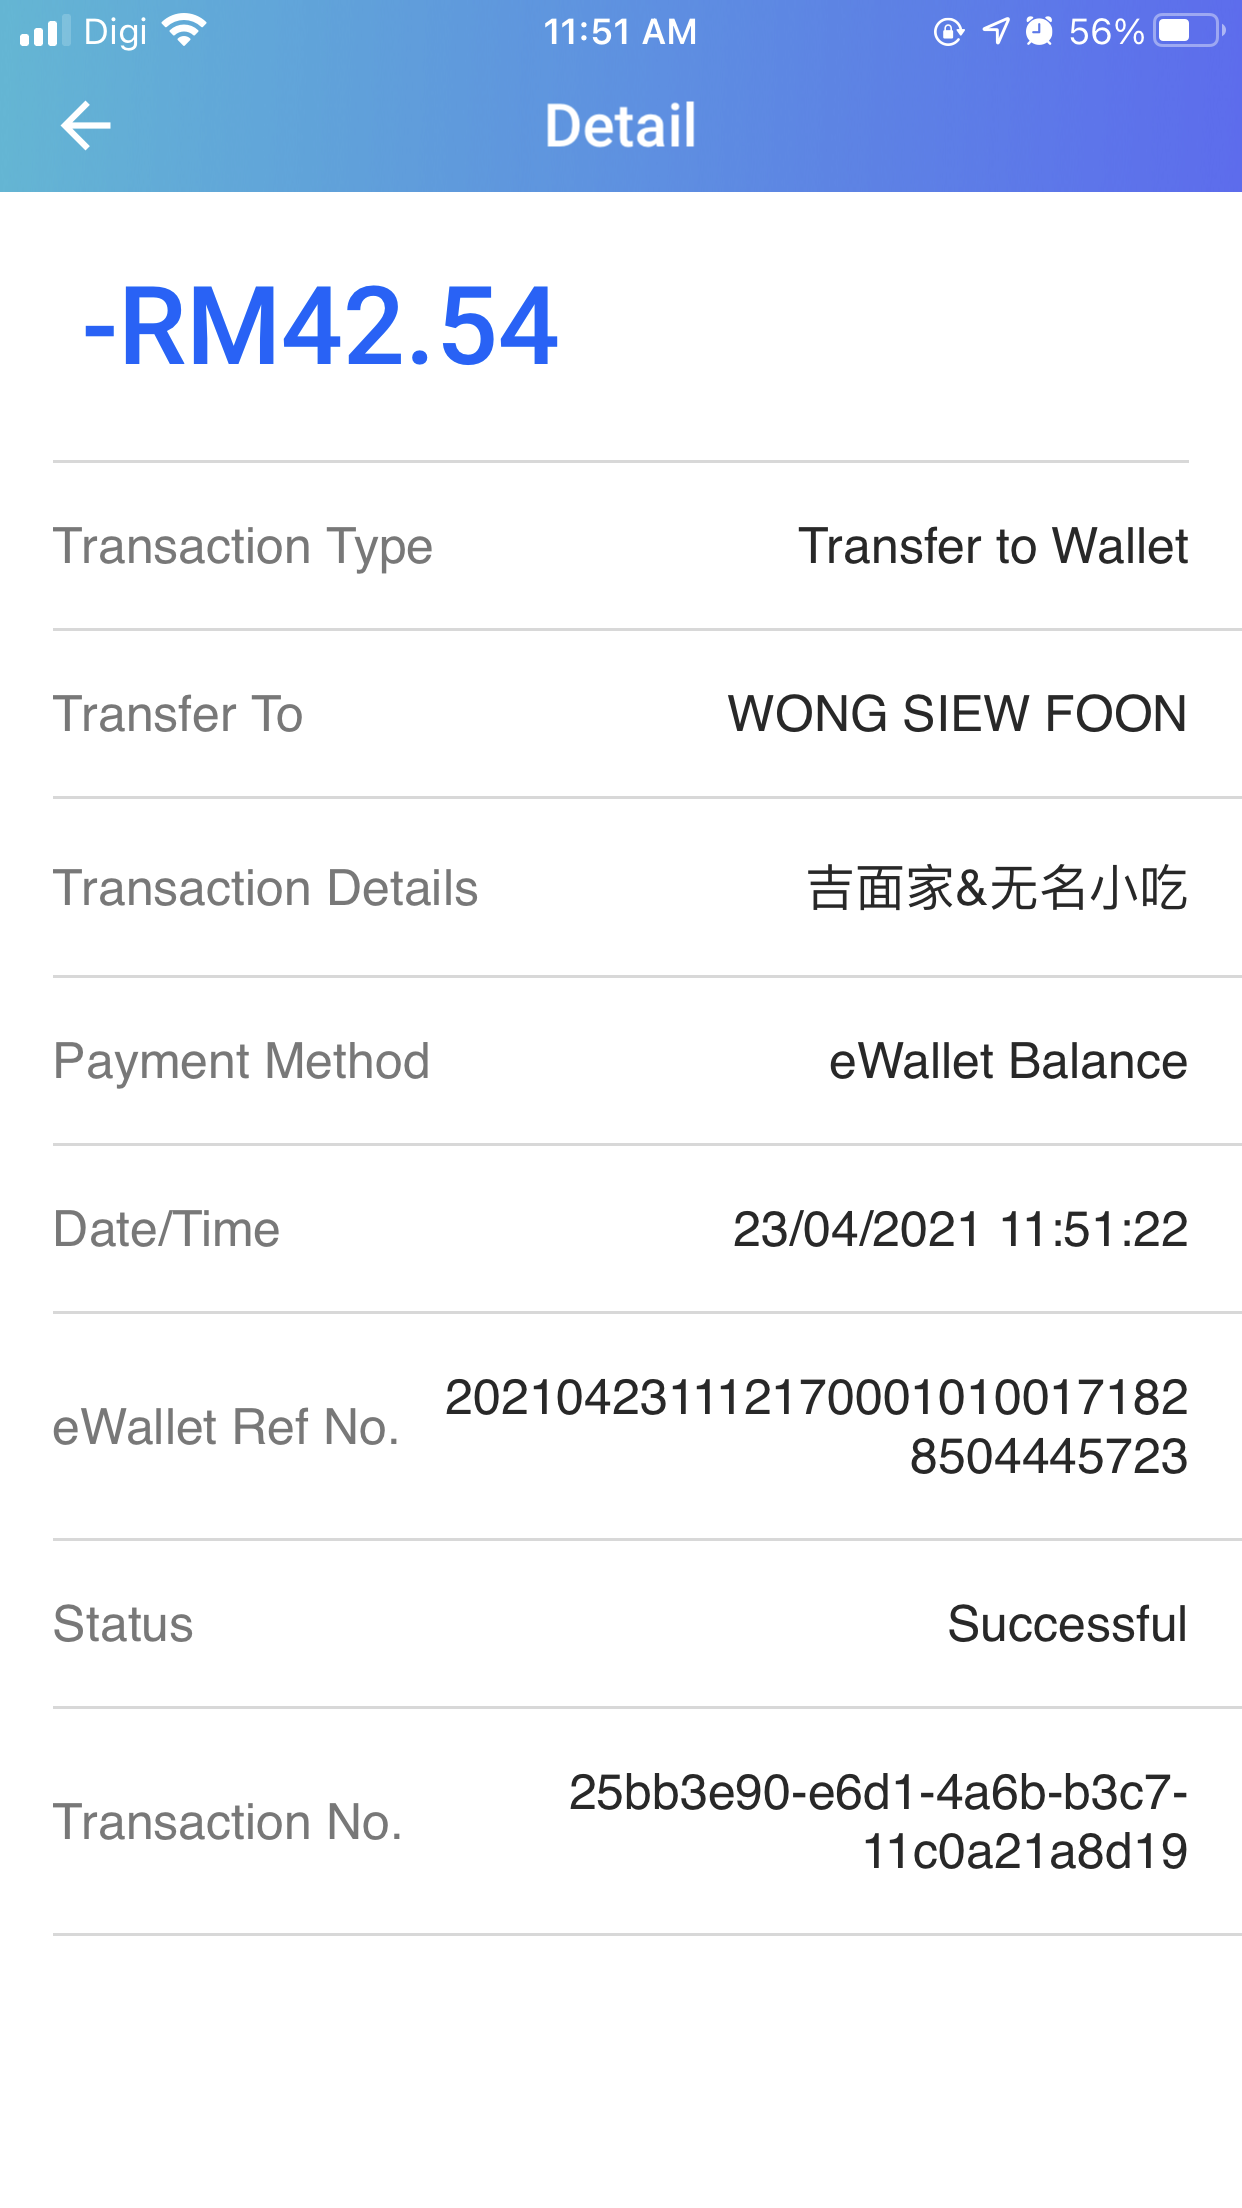 Digi 11:51 AM 56%
Detail
-RM42.54
Transaction Type Transfer to Wallet
Transfer To WONG SIEW FOON
Transaction Details 吉面家&无名小吃
Payment Method eWallet Balance
Date/Time 23/04/2021 11:51:22
eWallet Ref No. 202104231112170001010017182
8504445723
Status Successful
Transaction No. 25bb3e90-e6d1-4a6b-b3c7-
11c0a21a8d19